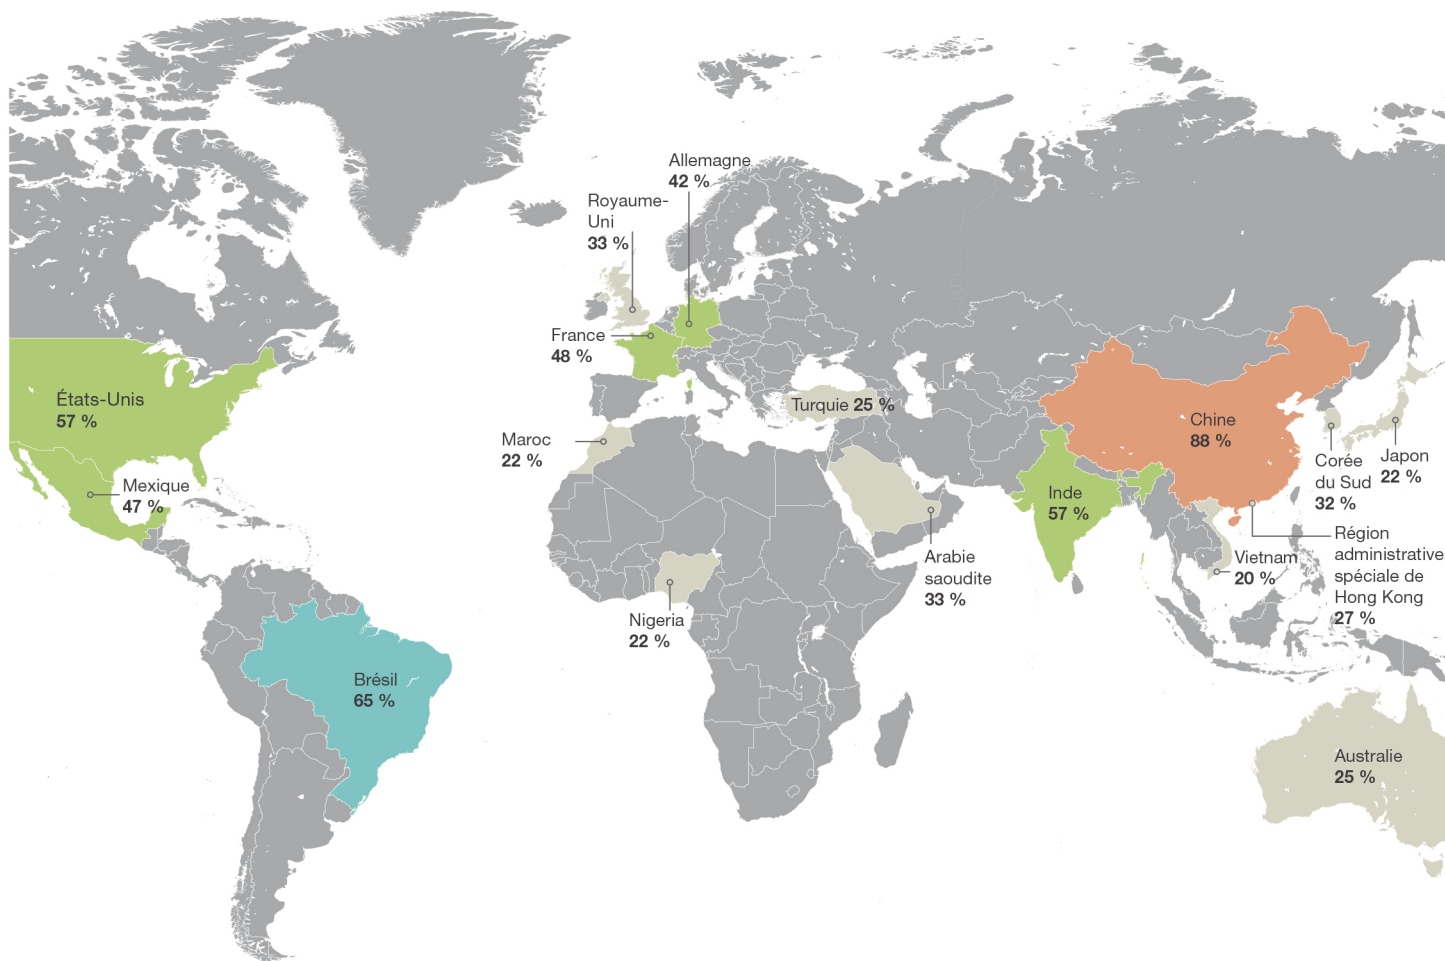 Allemagne
42 %
Royaume-
Uni
33 %
France
48 %
États-Unis
57 %
Turquie 25 %
Chine
88 %
Maroc
22 %
Corée
du Sud
32 %
Japon
22 %
Mexique
47 %
Inde
57 %
Région
administrative
spéciale de
Hong Kong
27 %
Arabie
saoudite
33 %
Vietnam
20 %
Nigeria
22 %
Brésil
65 %
Australie
25 %